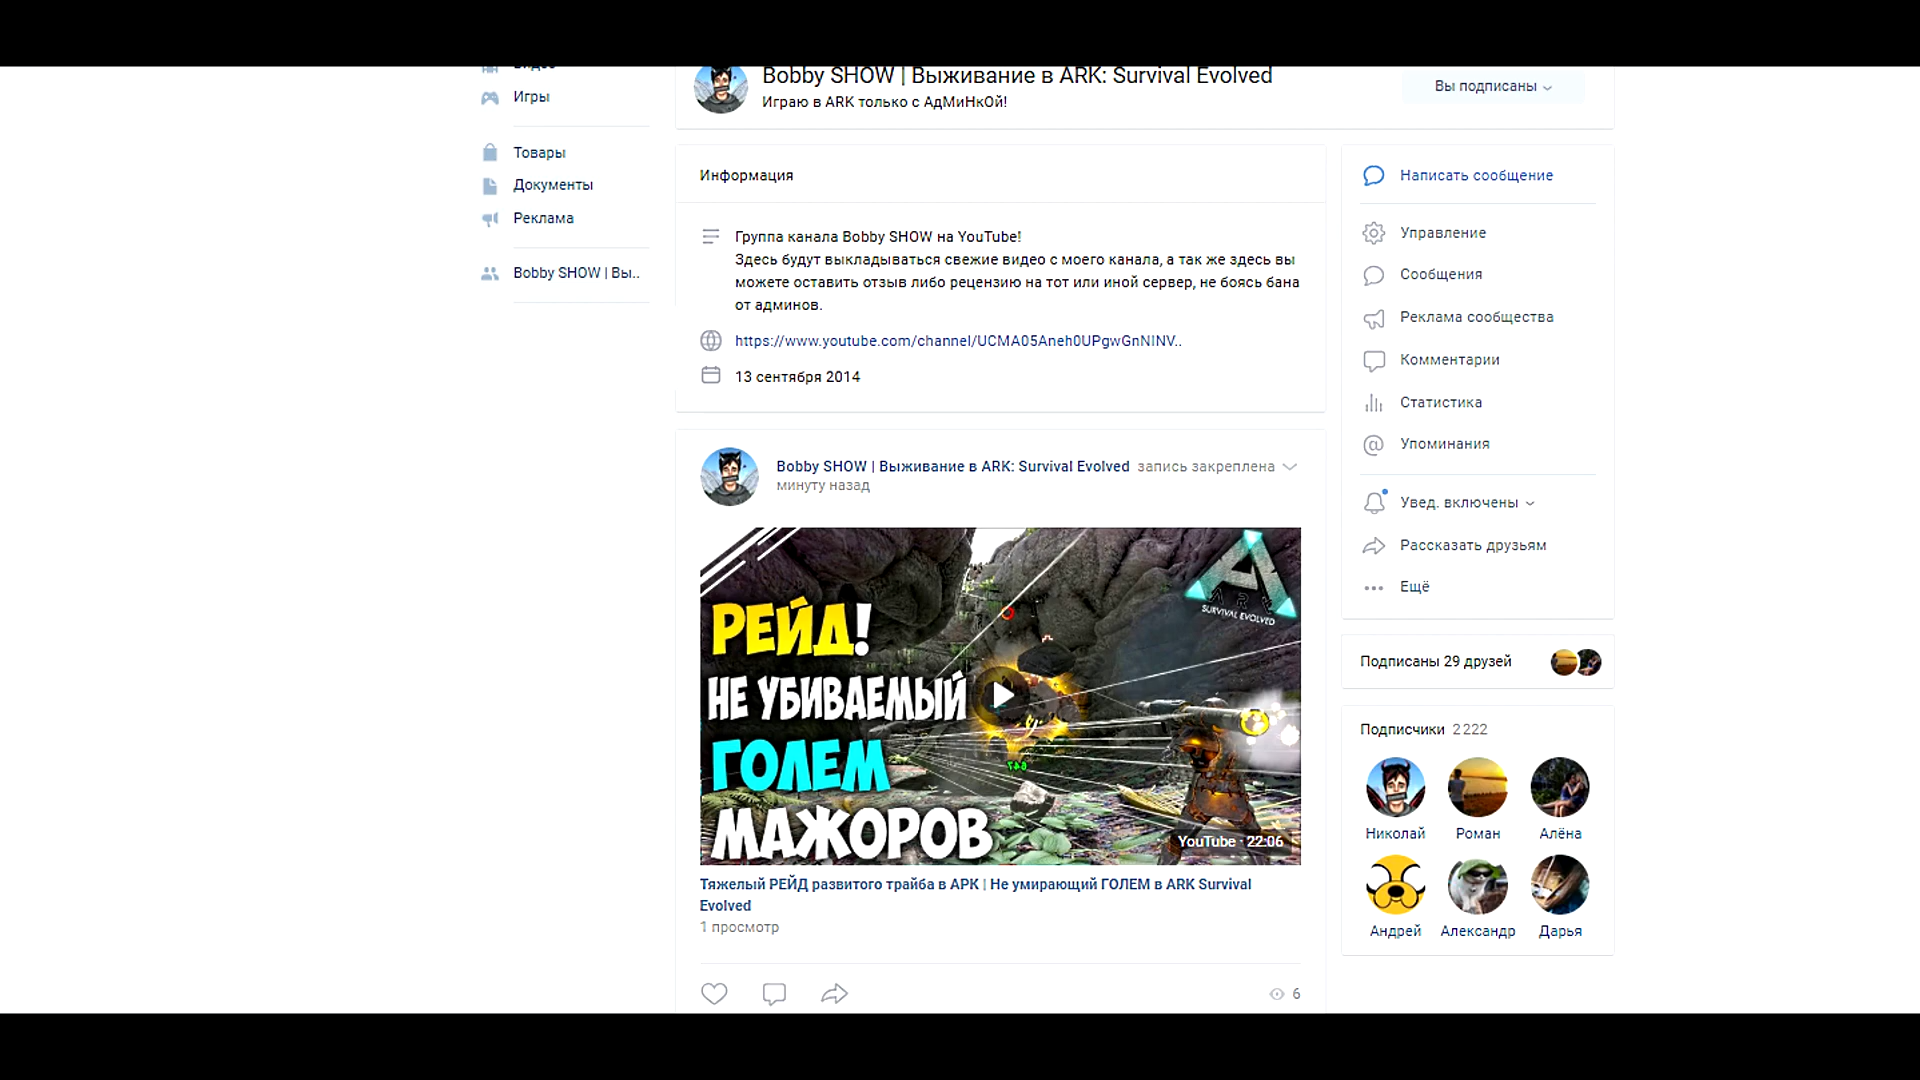 Видео
Игры
Товары
Документы
Реклама
Bobby SHOW | Вы..
Bobby SHOW | Выживание в ARK: Survival Evolved
Играю в ARK только с АдМиНкОй!
Вы подписаны
Информация
Группа канала Bobby SHOW на YouTube!
Здесь будут выкладываться свежие видео с моего канала, а так же здесь вы
можете оставить отзыв либо рецензию на тот или иной сервер, не боясь бана
от админов.
https://www.youtube.com/channel/UCMA05Aneh0UPgwGnNINV..
13 сентября 2014
Bobby SHOW | Выживание в ARK: Survival Evolved запись закреплена
минуту назад
ARK
SURVIVAL EVOLVED
РЕЙД!
НЕ УБИВАЕМЫЙ
ГОЛЕМ
МАЖОРОВ
647
YouTube · 22:06
Тяжелый РЕЙД развитого трайба в АРК | Не умирающий ГОЛЕМ в ARK Survival
Evolved
1 просмотр
6
Написать сообщение
Управление
Сообщения
Реклама сообщества
Комментарии
Статистика
Упоминания
Увед. включены
Рассказать друзьям
Ещё
Подписаны 29 друзей
Подписчики 2 222
Николай
Роман
Алёна
Андрей
Александр
Дарья